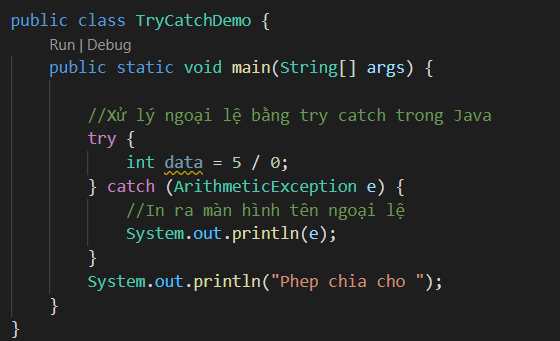 public class TryCatchDemo {
Run | Debug
public static void main(String[] args) {
//Xử lý ngoại lệ bằng try catch trong Java
try {
int data = 5 / 0;
} catch (ArithmeticException e) {
//In ra màn hình tên ngoại lệ
System.out.println(e);
}
System.out.println("Phep chia cho ");
}
}